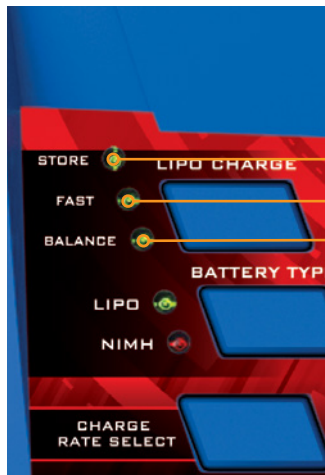 STORE
LIPO CHARGE
FAST
BALANCE
BATTERY TYP
LIPO
NIMH
CHARGE
RATE SELECT